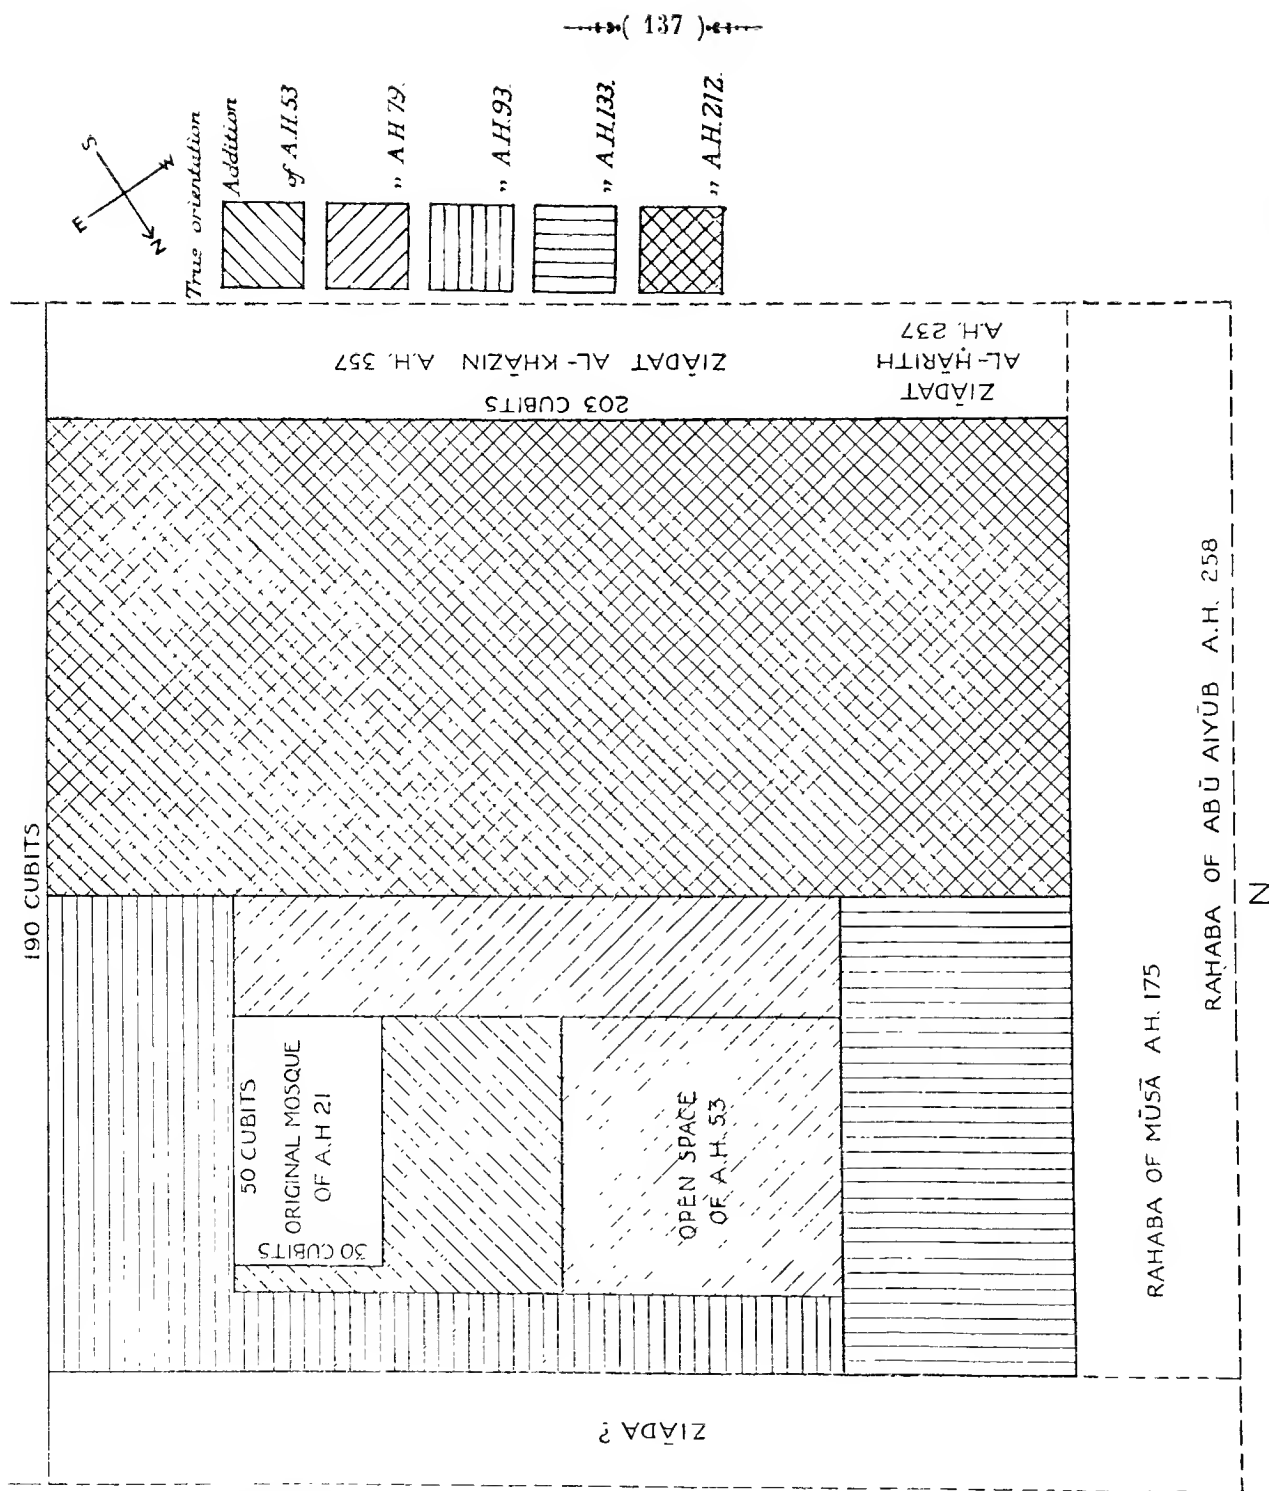 ( 137 )
True orientation
S
W
E
N
Addition
of A.H.53
„ A.H 79.
„ A.H.93.
„ A.H.133.
„ A.H.212.
190 CUBITS
203 CUBITS
ZIĀDAT AL-KHĀZIN A.H. 357
ZIĀDAT
AL-ḤĀRITH
A.H. 237
50 CUBITS
ORIGINAL MOSQUE
OF A.H 21
30 CUBITS
OPEN SPACE
OF A.H. 53
RAḤABA OF MŪSĀ AH. 175
RAḤABA OF ABŪ AIYŪB A.H. 258
ZIĀDA ?
N